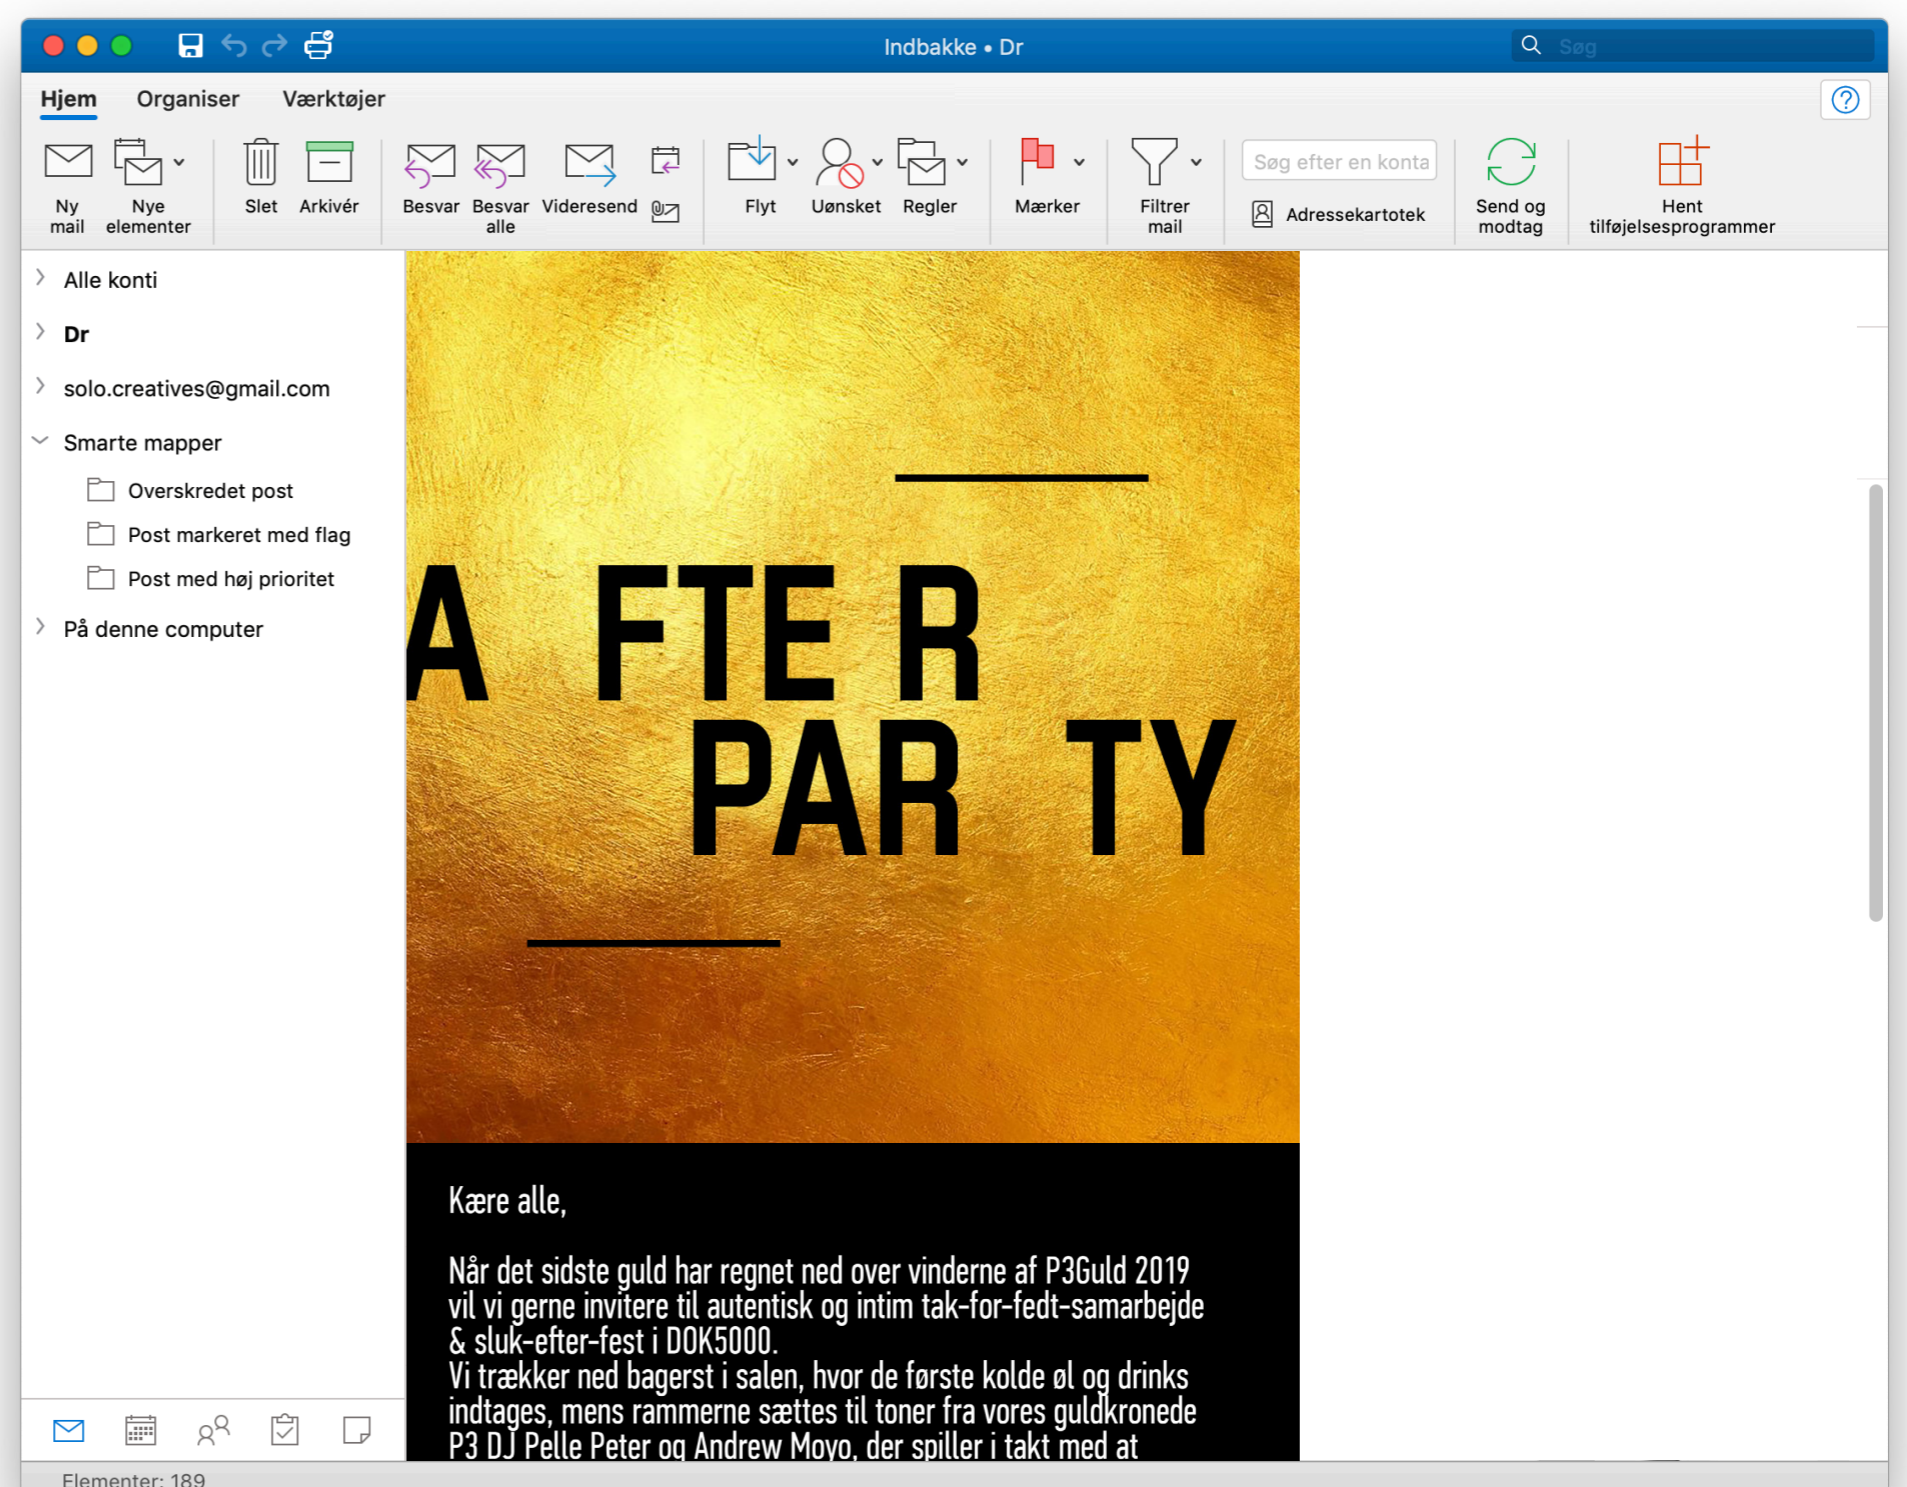 Indbakke • Dr
Søg
Hjem Organiser Værktøjer
Ny mail
Nye elementer
Slet
Arkivér
Besvar
Besvar alle
Videresend
Flyt
Uønsket
Regler
Mærker
Filtrer mail
Søg efter en konta
Adressekartotek
Send og modtag
Hent tilføjelsesprogrammer
Alle konti
Dr
solo.creatives@gmail.com
Smarte mapper
Overskredet post
Post markeret med flag
Post med høj prioritet
På denne computer
A FTE R
PAR TY
Kære alle,
Når det sidste guld har regnet ned over vinderne af P3Guld 2019
vil vi gerne invitere til autentisk og intim tak-for-fedt-samarbejde
& sluk-efter-fest i DOK5000.
Vi trækker ned bagerst i salen, hvor de første kolde øl og drinks
indtages, mens rammerne sættes til toner fra vores guldkronede
P3 DJ Pelle Peter og Andrew Moyo, der spiller i takt med at
Elementer: 189